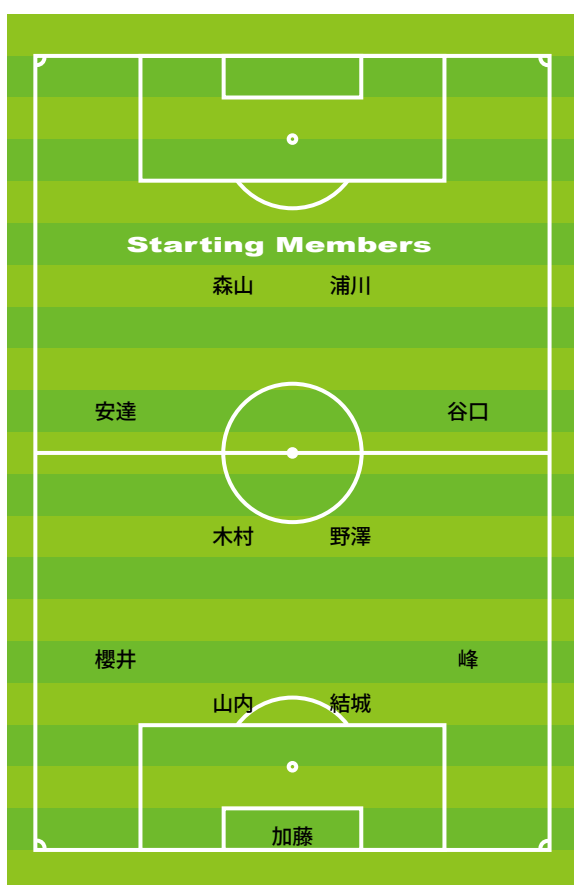 Starting Members
森山 浦川
安達 谷口
木村 野澤
櫻井 峰
山内 結城
加藤